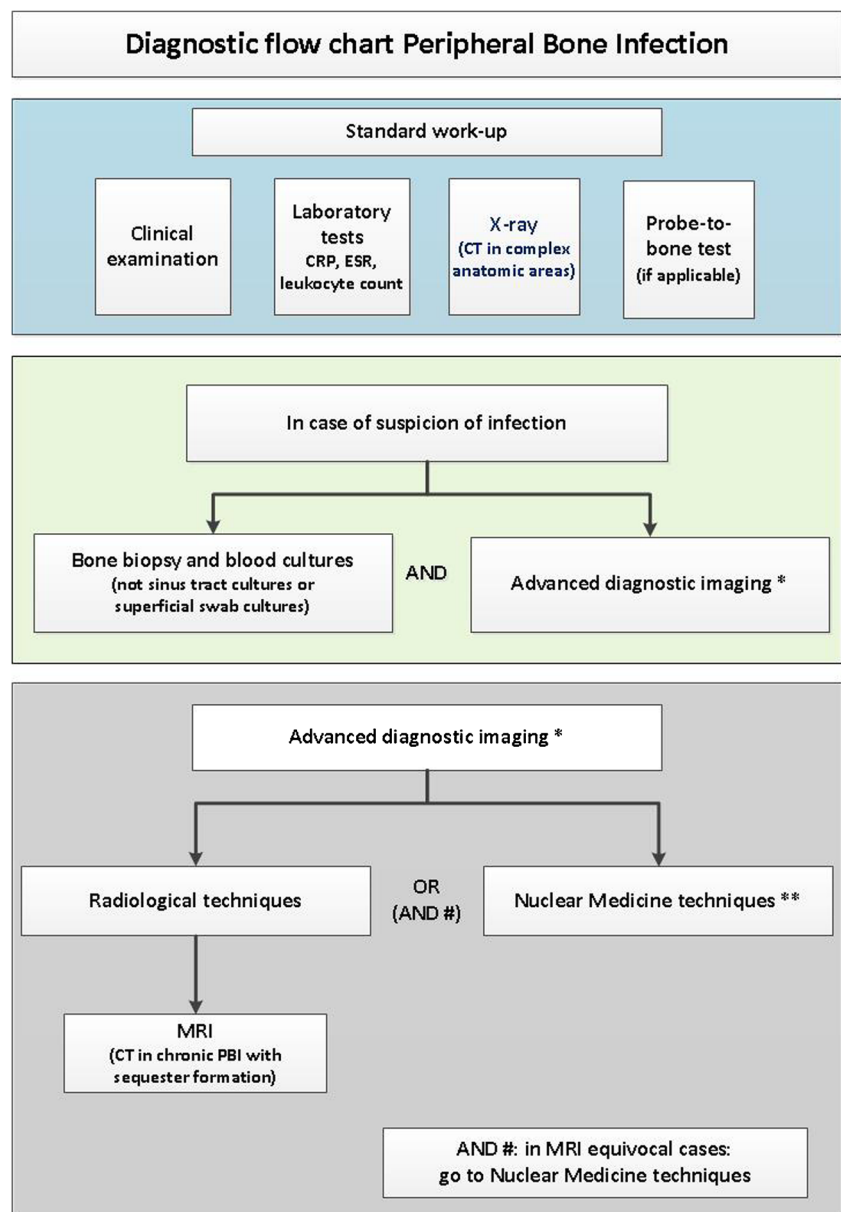 Diagnostic flow chart Peripheral Bone Infection
Standard work-up
Clinical
examination
Laboratory
tests
CRP, ESR,
leukocyte count
X-ray
(CT in complex
anatomic areas)
Probe-to-
bone test
(if applicable)
In case of suspicion of infection
Bone biopsy and blood cultures
(not sinus tract cultures or
superficial swab cultures)
AND
Advanced diagnostic imaging *
Advanced diagnostic imaging *
Radiological techniques
OR
(AND #)
Nuclear Medicine techniques **
MRI
(CT in chronic PBI with
sequester formation)
AND #: in MRI equivocal cases:
go to Nuclear Medicine techniques